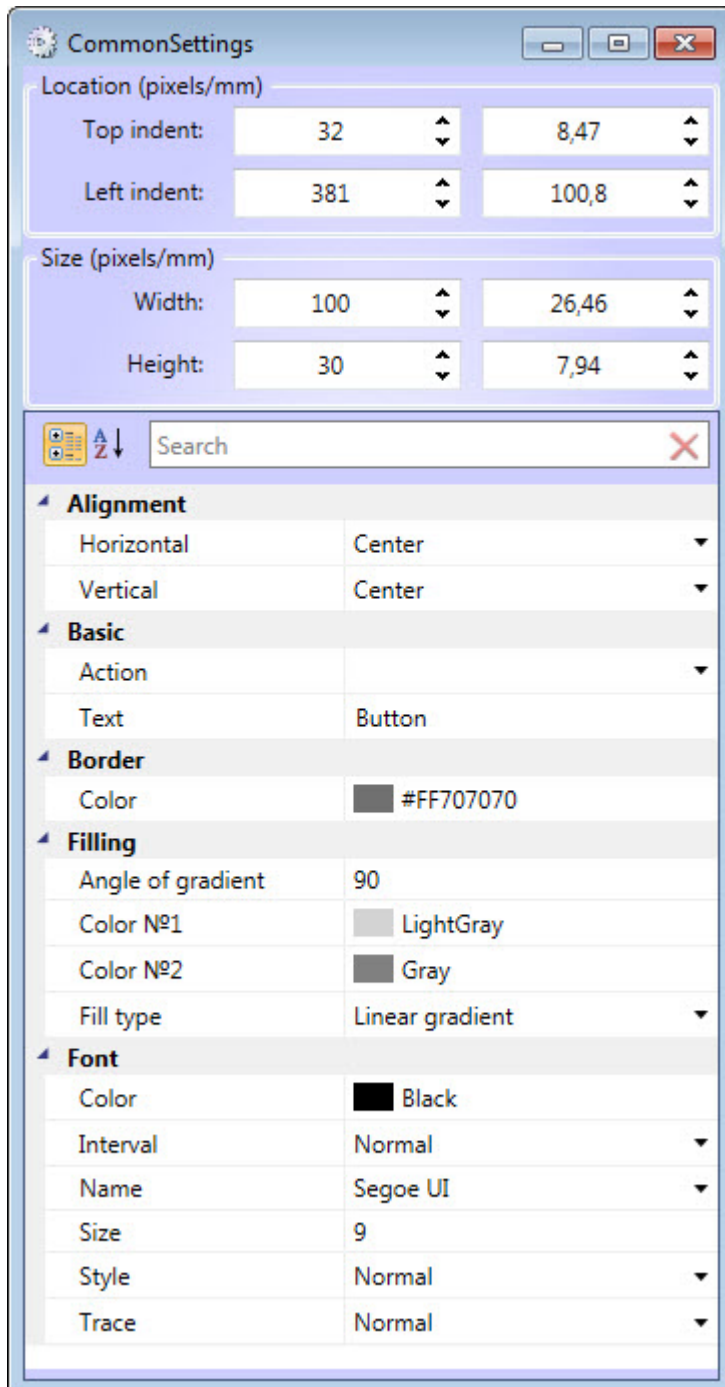 CommonSettings
Location (pixels/mm)
Top indent: 32 8,47
Left indent: 381 100,8
Size (pixels/mm)
Width: 100 26,46
Height: 30 7,94
A Z Search
Alignment
Horizontal Center
Vertical Center
Basic
Action
Text Button
Border
Color #FF707070
Filling
Angle of gradient 90
Color №1 LightGray
Color №2 Gray
Fill type Linear gradient
Font
Color Black
Interval Normal
Name Segoe UI
Size 9
Style Normal
Trace Normal